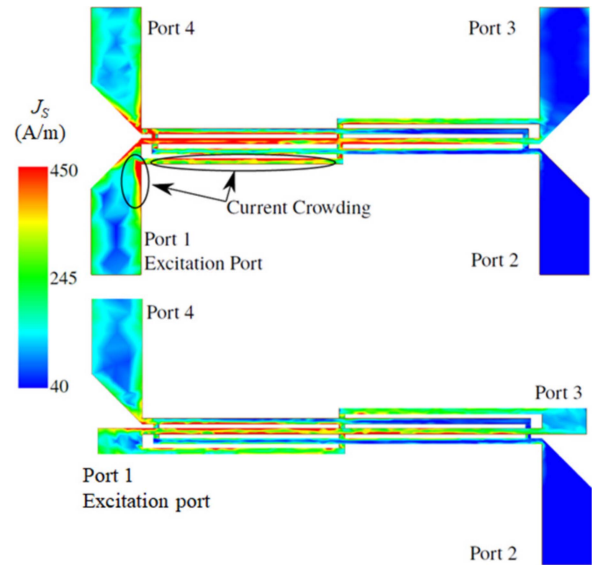 Port 4
Port 3
J_S
(A/m)
450
245
40
Current Crowding
Port 1
Excitation Port
Port 2
Port 4
Port 3
Port 1
Excitation port
Port 2